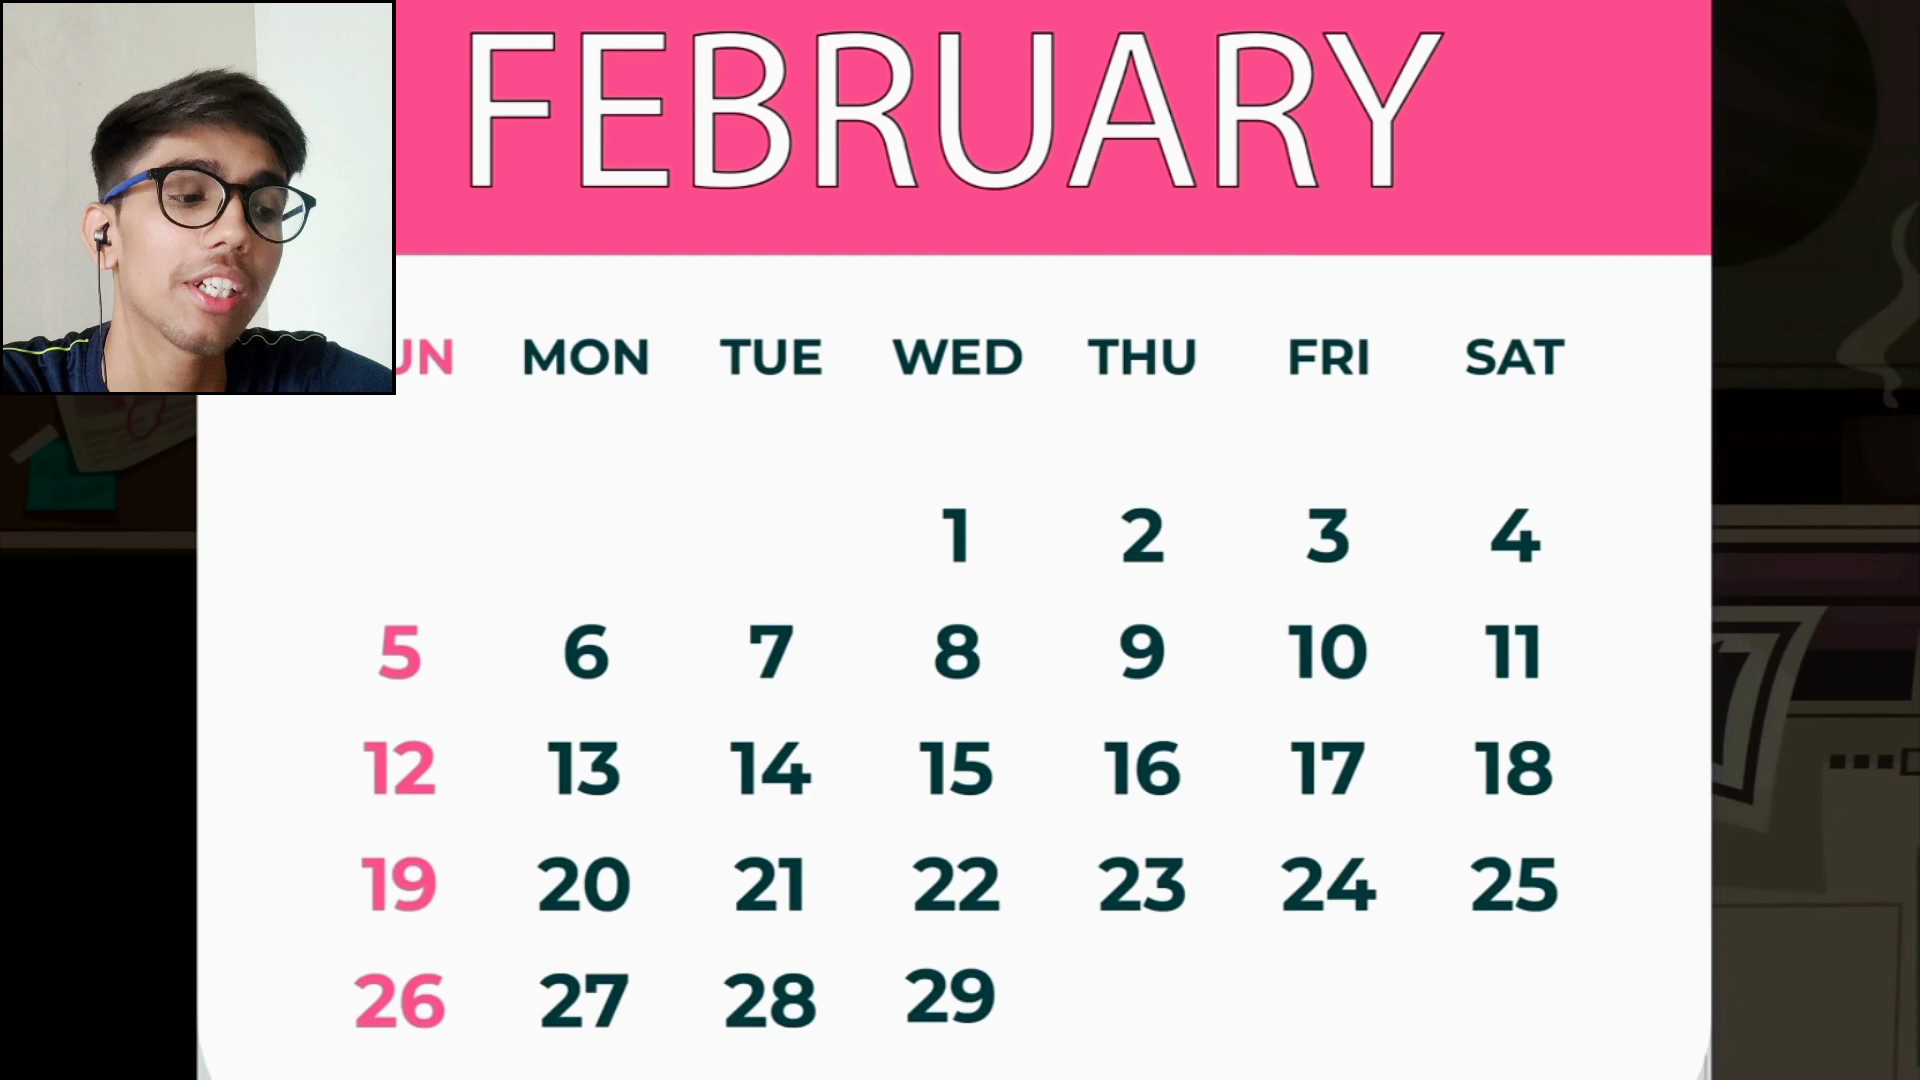 FEBRUARY
UN MON TUE WED THU FRI SAT
1 2 3 4
5 6 7 8 9 10 11
12 13 14 15 16 17 18
19 20 21 22 23 24 25
26 27 28 29